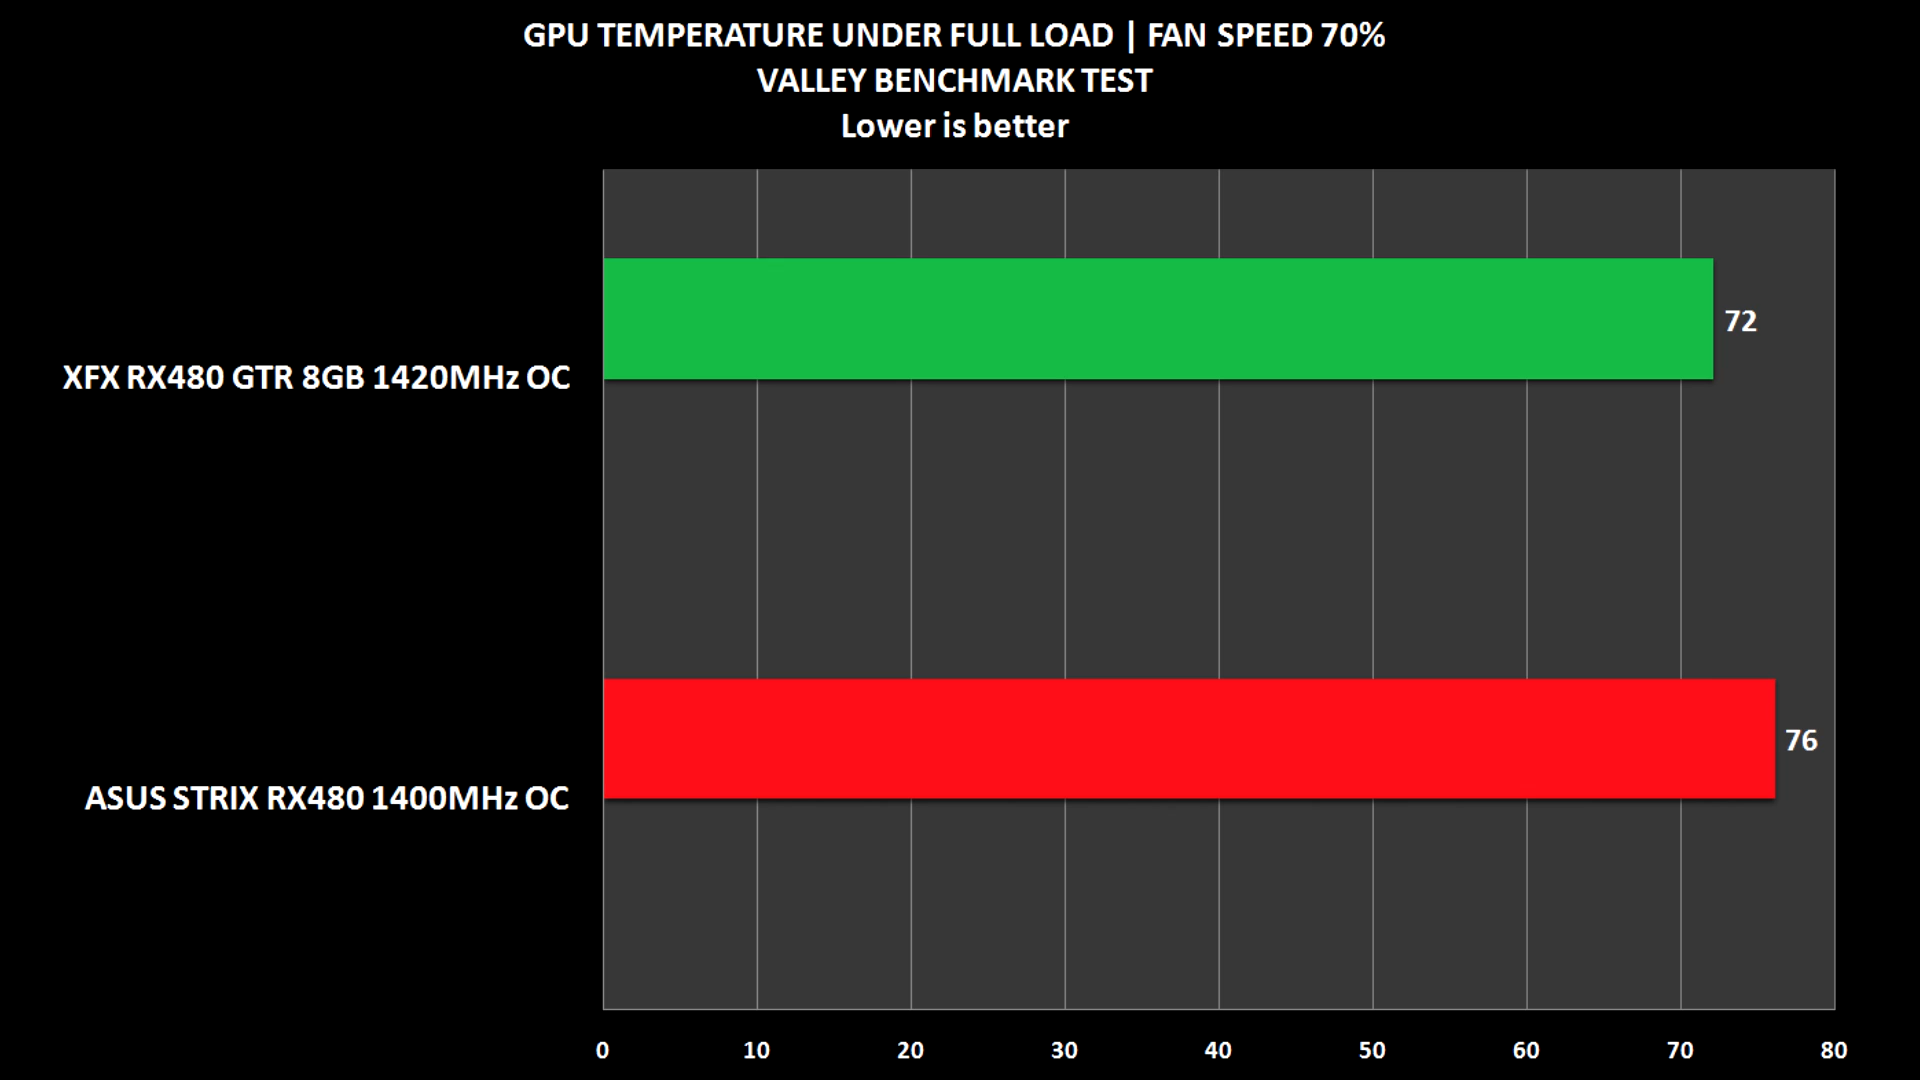 GPU TEMPERATURE UNDER FULL LOAD | FAN SPEED 70%
VALLEY BENCHMARK TEST
Lower is better
72
XFX RX480 GTR 8GB 1420MHz OC
76
ASUS STRIX RX480 1400MHz OC
0 10 20 30 40 50 60 70 80